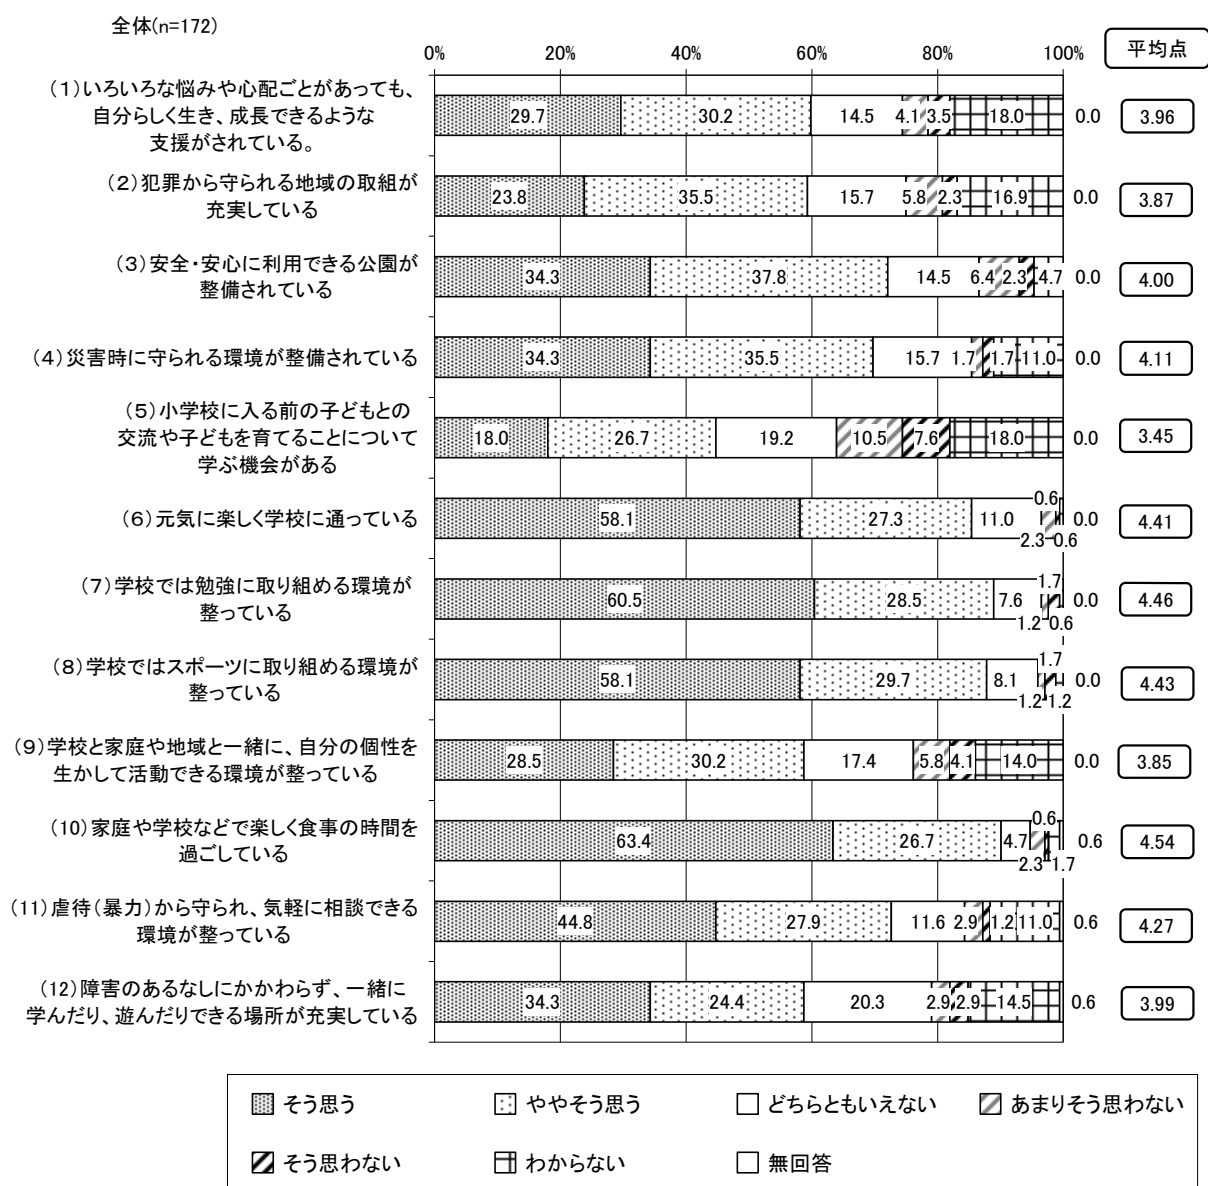 全体(n=172)
0% 20% 40% 60% 80% 100% 平均点
(1)いろいろな悩みや心配ごとがあっても、
自分らしく生き、成長できるような
支援がされている。
29.7 30.2 14.5 4.1 3.5 18.0 0.0 3.96
(2)犯罪から守られる地域の取組が
充実している
23.8 35.5 15.7 5.8 2.3 16.9 0.0 3.87
(3)安全・安心に利用できる公園が
整備されている
34.3 37.8 14.5 6.4 2.3 4.7 0.0 4.00
(4)災害時に守られる環境が整備されている
34.3 35.5 15.7 1.7 1.7 11.0 0.0 4.11
(5)小学校に入る前の子どもとの
交流や子どもを育てることについて
学ぶ機会がある
18.0 26.7 19.2 10.5 7.6 18.0 0.0 3.45
(6)元気に楽しく学校に通っている
58.1 27.3 11.0 2.3 0.6 0.6 0.0 4.41
(7)学校では勉強に取り組める環境が
整っている
60.5 28.5 7.6 1.2 1.7 0.6 0.0 4.46
(8)学校ではスポーツに取り組める環境が
整っている
58.1 29.7 8.1 1.2 1.7 1.2 0.0 4.43
(9)学校と家庭や地域と一緒に、自分の個性を
生かして活動できる環境が整っている
28.5 30.2 17.4 5.8 4.1 14.0 0.0 3.85
(10)家庭や学校などで楽しく食事の時間を
過ごしている
63.4 26.7 4.7 2.3 0.6 1.7 0.6 4.54
(11)虐待(暴力)から守られ、気軽に相談できる
環境が整っている
44.8 27.9 11.6 2.9 1.2 11.0 0.6 4.27
(12)障害のあるなしにかかわらず、一緒に
学んだり、遊んだりできる場所が充実している
34.3 24.4 20.3 2.9 2.9 14.5 0.6 3.99
そう思う ややそう思う どちらともいえない あまりそう思わない
そう思わない わからない 無回答